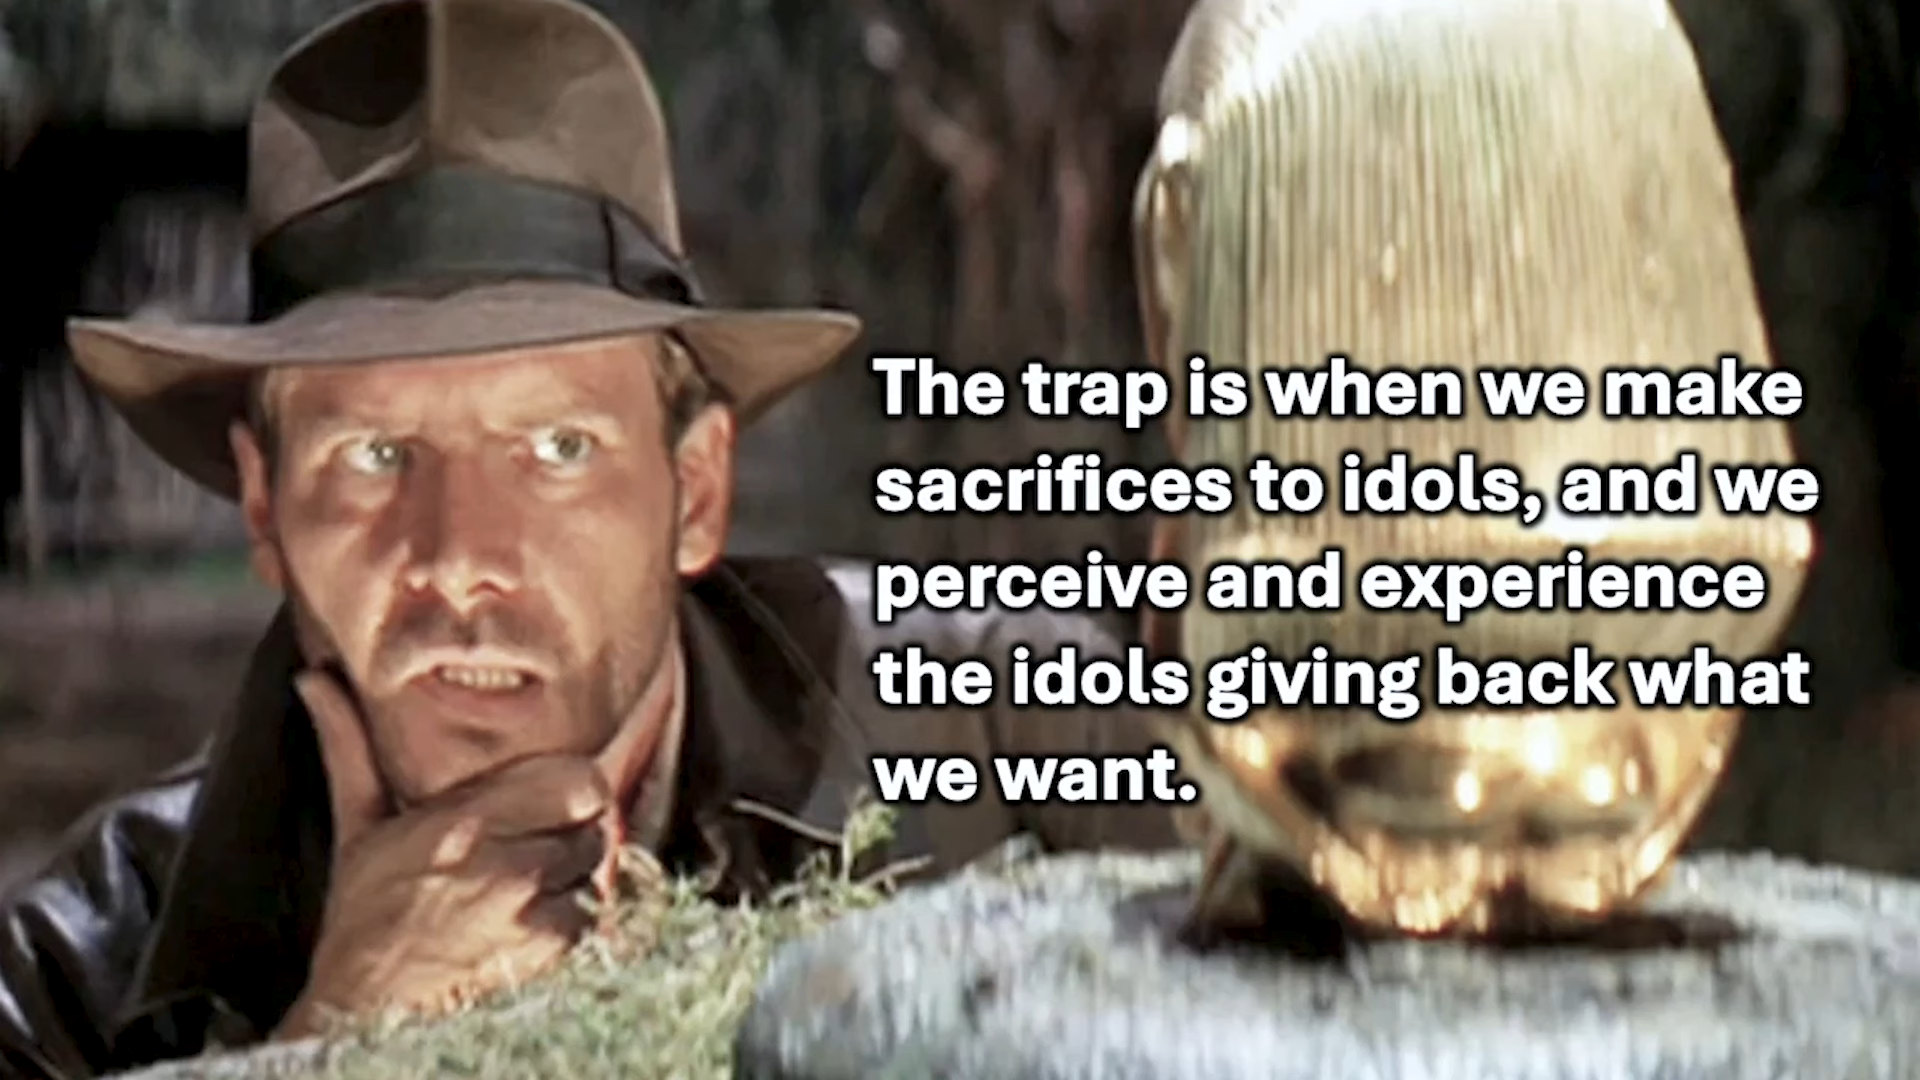 The trap is when we make
sacrifices to idols, and we
perceive and experience
the idols giving back what
we want.